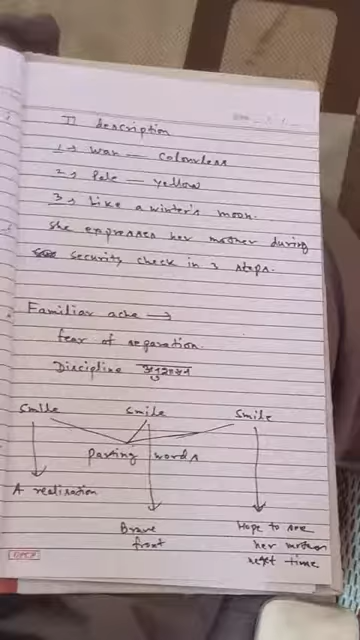 II description
1→ Wan — Colourless
2→ Pale — yellow
3→ Like a winter's moon.
She expresses her mother during
security check in 3 steps.
Familiar ache →
fear of separation.
Discipline अनुशासन
Smile Smile Smile
parting words
A realisation
Brave
front
Hope to see
her mother
next time